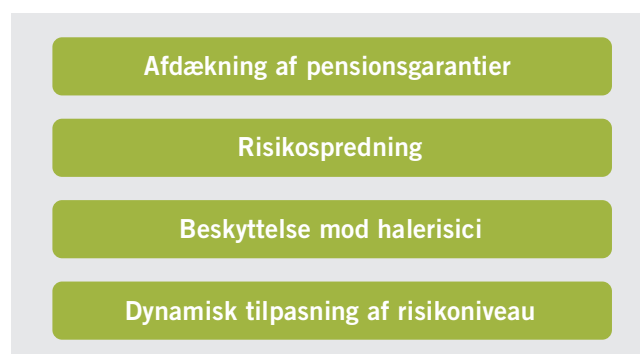 Afdækning af pensionsgarantier
Risikospredning
Beskyttelse mod halerisici
Dynamisk tilpasning af risikoniveau